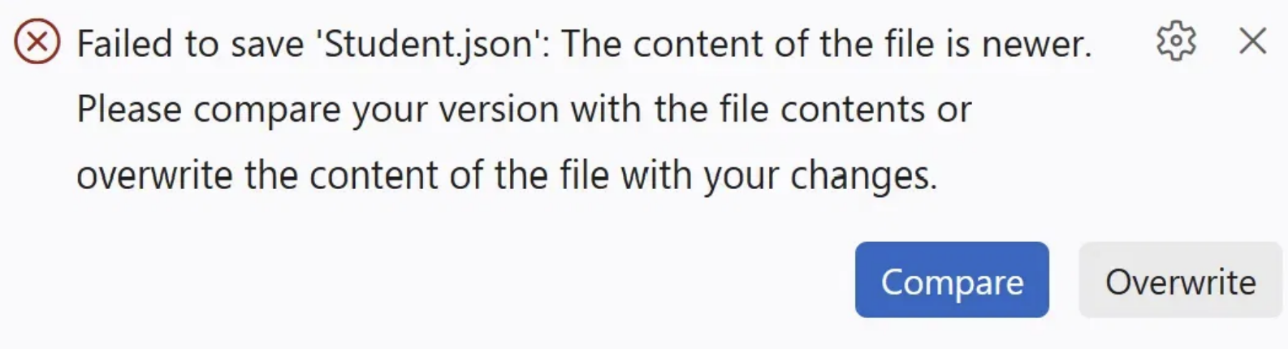 Failed to save 'Student.json': The content of the file is newer.
Please compare your version with the file contents or
overwrite the content of the file with your changes.
Compare Overwrite